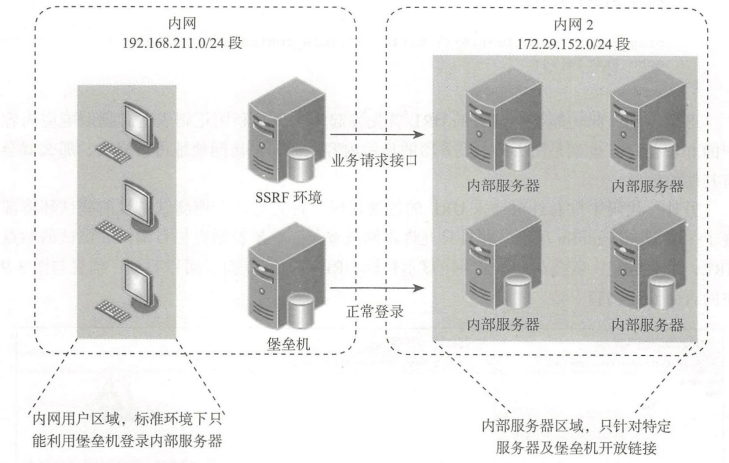 内网
192.168.211.0/24 段
内网 2
172.29.152.0/24 段
业务请求接口
SSRF 环境
内部服务器
内部服务器
正常登录
堡垒机
内部服务器
内部服务器
内网用户区域，标准环境下只
能利用堡垒机登录内部服务器
内部服务器区域，只针对特定
服务器及堡垒机开放链接